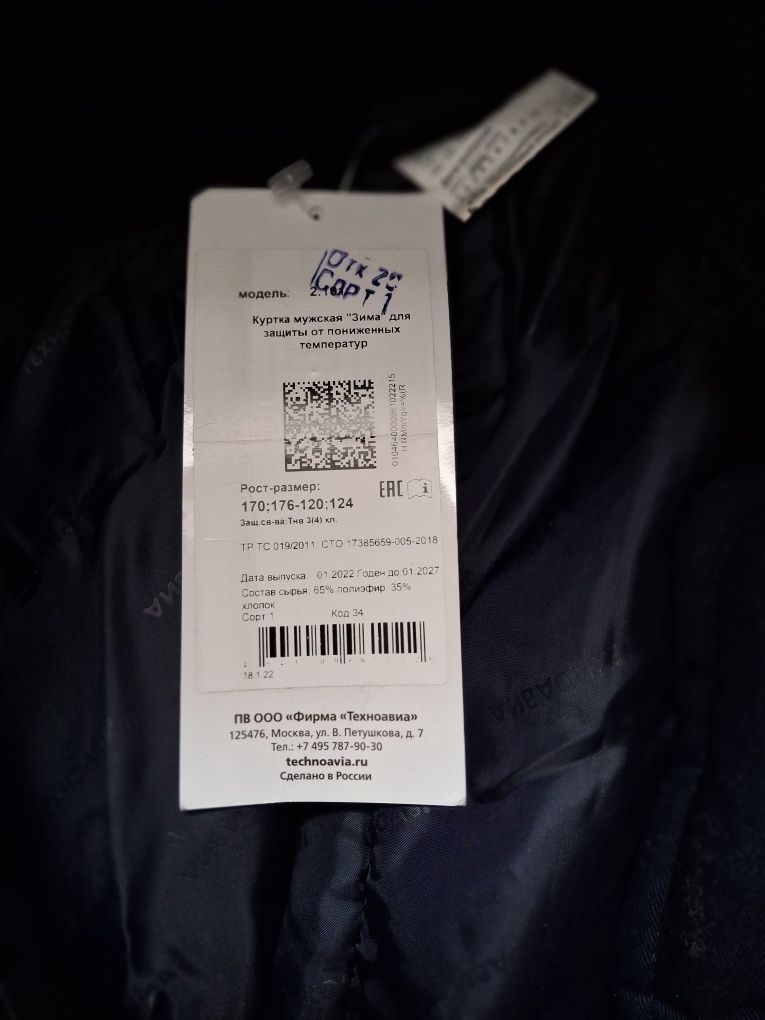 ОТК 2
Сорт 1
модель:
Куртка мужская "Зима" для
защиты от пониженных
температур
Рост-размер:
170;176-120;124
EAC
Защ.св-ва:Тнв 3(4) кл.
ТР ТС 019/2011, СТО 17385659-005-2018
Дата выпуска: 01.2022 Годен до 01.2027
Состав сырья: 65% полиэфир, 35%
хлопок
Сорт 1 Код 34
18.1.22
ПВ ООО «Фирма «Техноавиа»
125476, Москва, ул. В. Петушкова, д. 7
Тел.: +7 495 787-90-30
technoavia.ru
Сделано в России
ТЕХНОАВИА